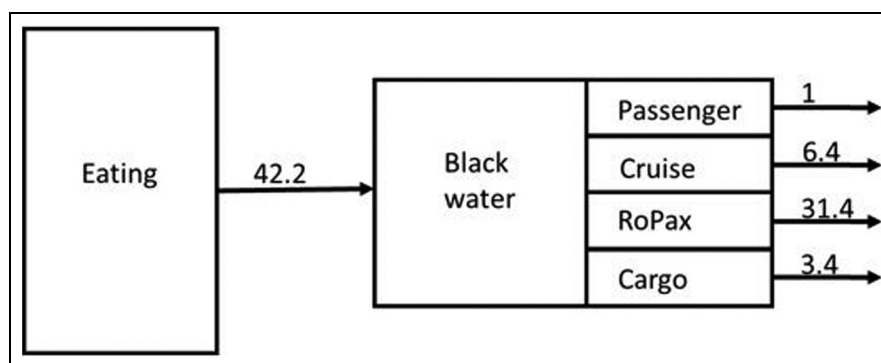 Eating
42.2
Black
water
Passenger
1
Cruise
6.4
RoPax
31.4
Cargo
3.4